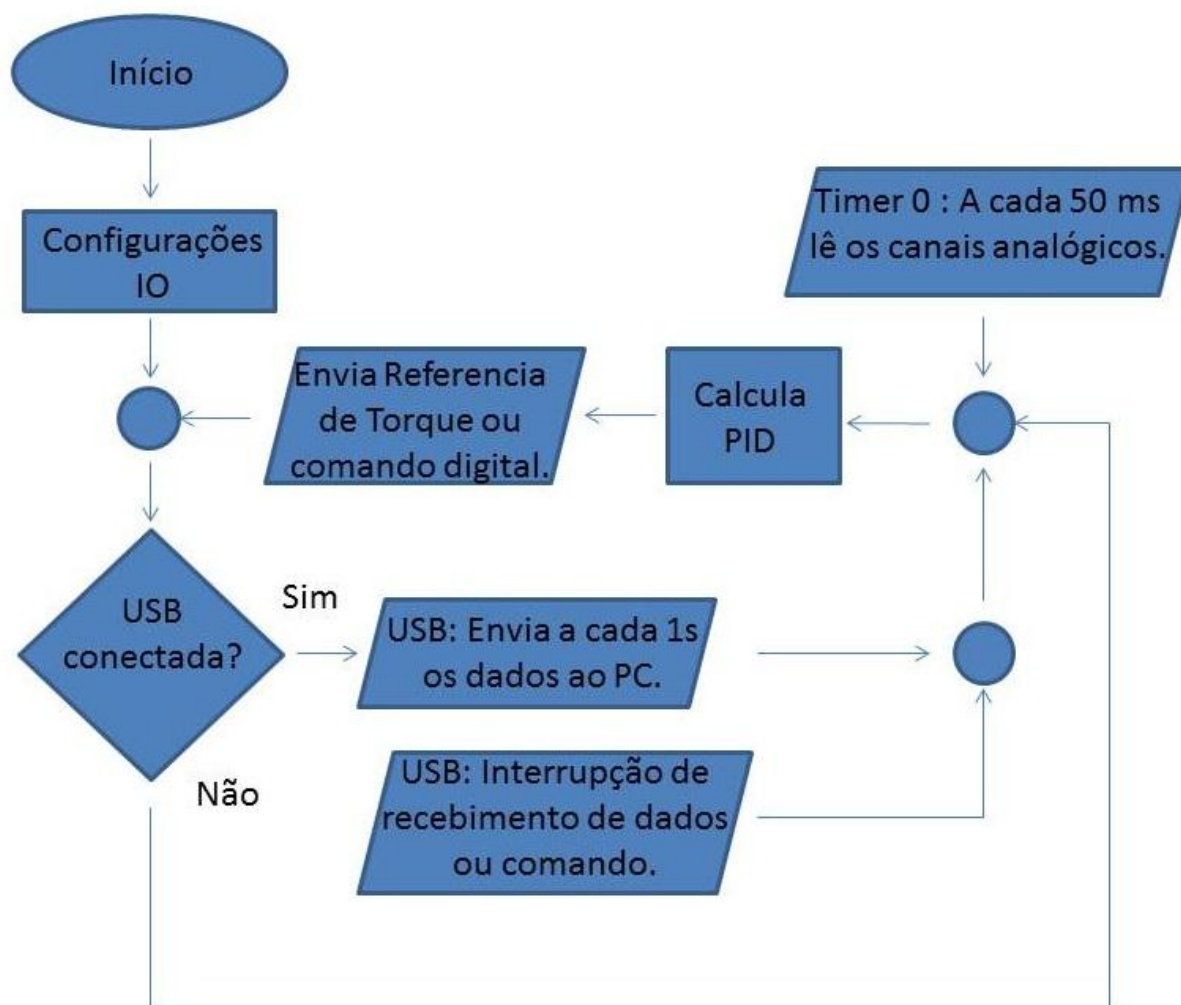 Início
Configurações
IO
Timer 0 : A cada 50 ms
lê os canais analógicos.
Envia Referencia
de Torque ou
comando digital.
Calcula
PID
USB
conectada?
Sim
USB: Envia a cada 1s
os dados ao PC.
Não
USB: Interrupção de
recebimento de dados
ou comando.